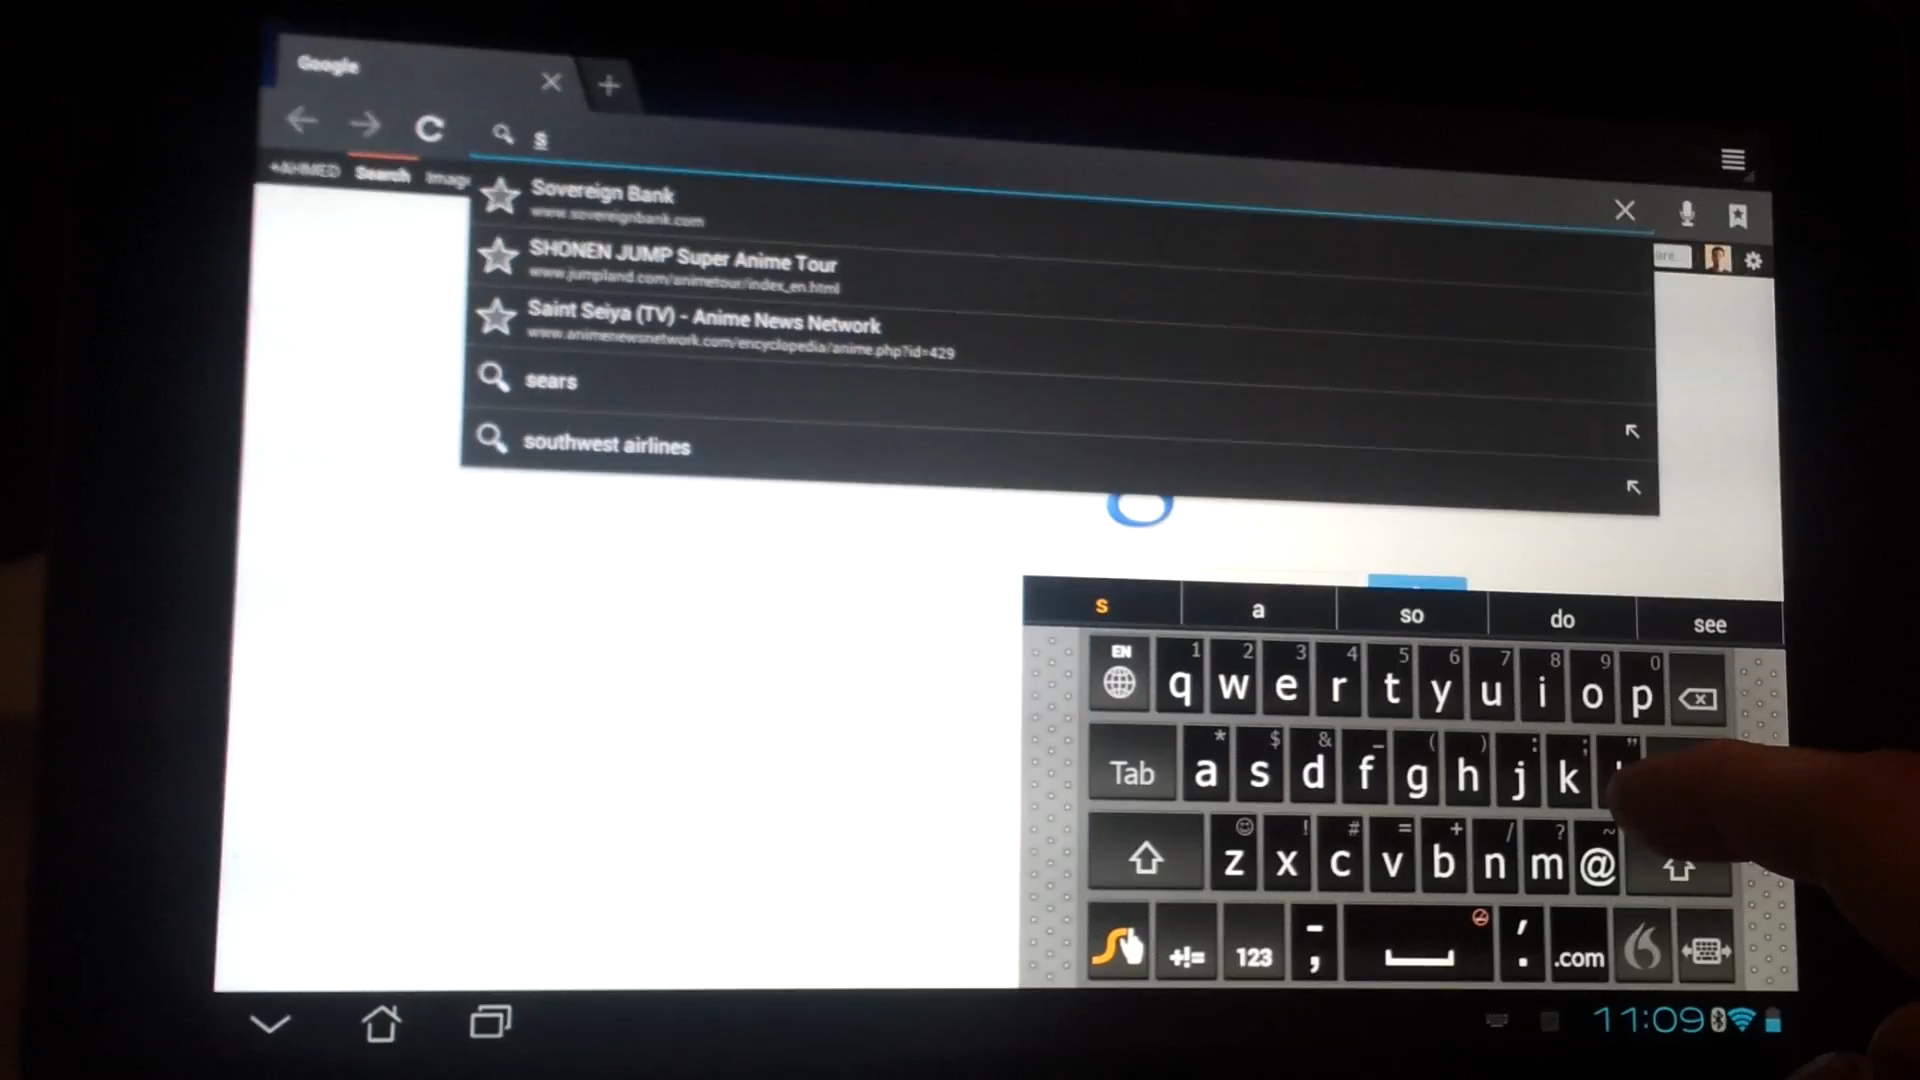 Google
s
+AHMED Search Imag
Sovereign Bank
www.sovereignbank.com
SHONEN JUMP Super Anime Tour
www.jumpland.com/animetour/index_en.html
Saint Seiya (TV) - Anime News Network
www.animenewsnetwork.com/encyclopedia/anime.php?id=429
sears
southwest airlines
s a so do see
EN 1 2 3 4 5 6 7 8 9 0
q w e r t y u i o p
* $ & _ ( ) : ; "
Tab a s d f g h j k
! # = + / ? ~
z x c v b n m @
+!= 123 - , ' . .com
11:09